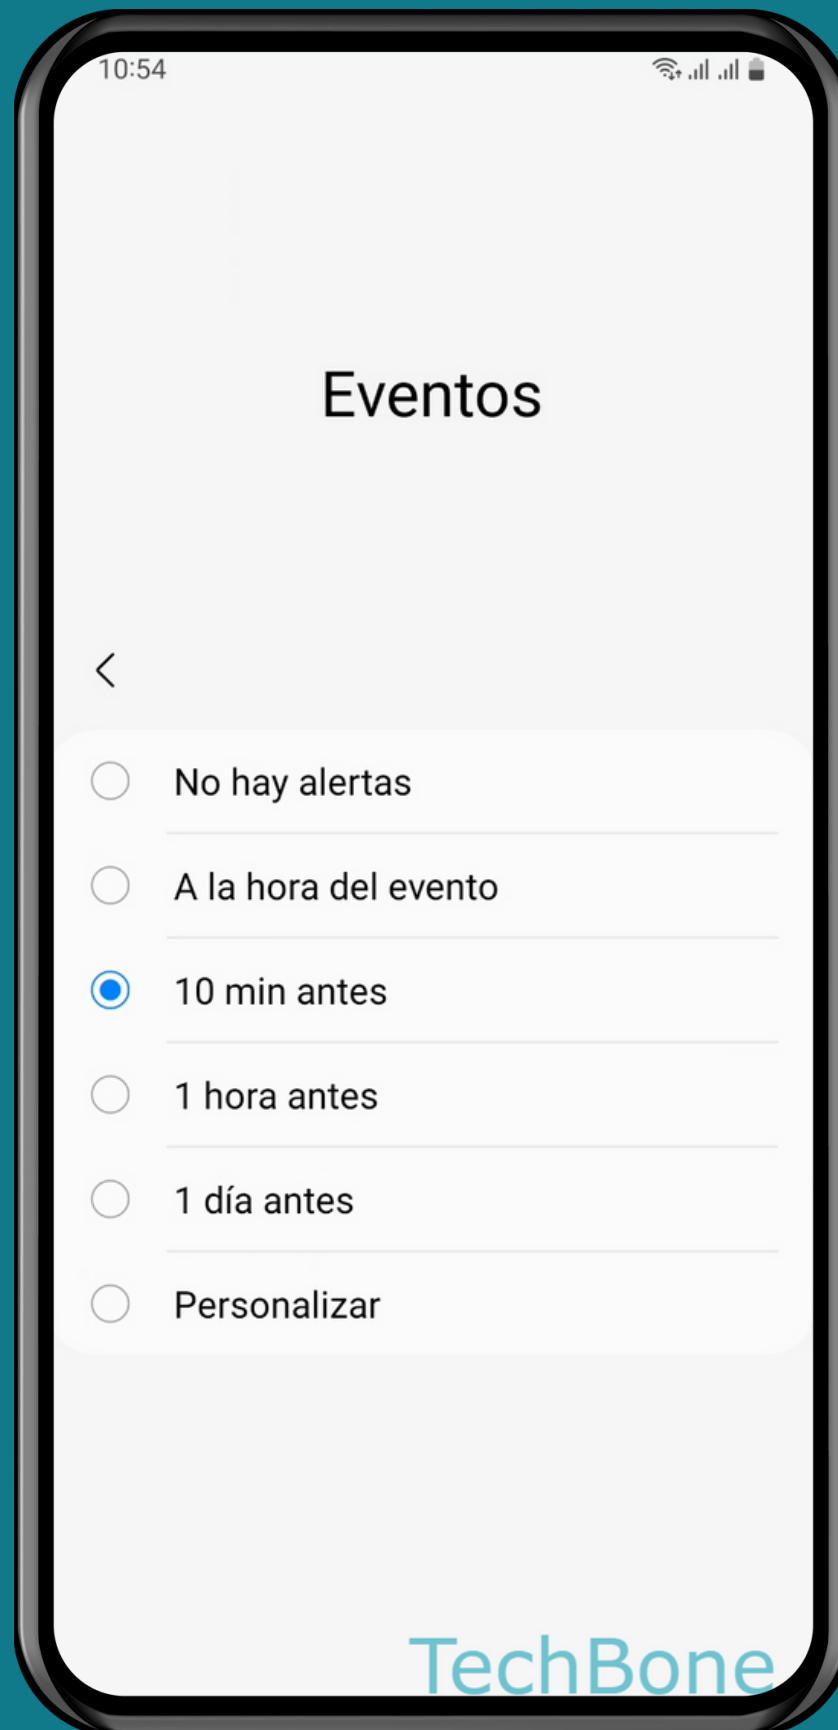 10:54
Eventos
No hay alertas
A la hora del evento
10 min antes
1 hora antes
1 día antes
Personalizar
TechBone